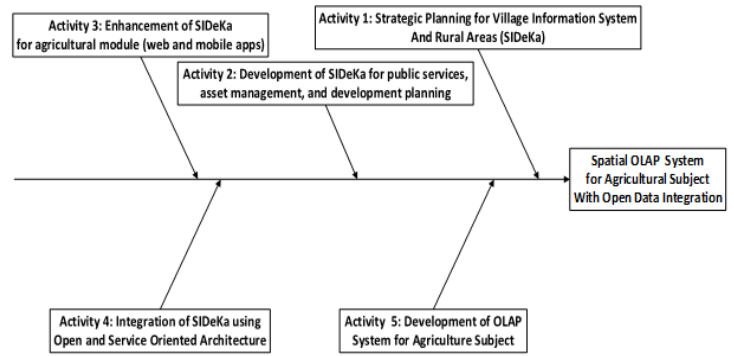 Activity 3: Enhancement of SIDeKa
for agricultural module (web and mobile apps)
Activity 1: Strategic Planning for Village Information System
And Rural Areas (SIDeKa)
Activity 2: Development of SIDeKa for public services,
asset management, and development planning
Spatial OLAP System
for Agricultural Subject
With Open Data Integration
Activity 4: Integration of SIDeKa using
Open and Service Oriented Architecture
Activity 5: Development of OLAP
System for Agriculture Subject